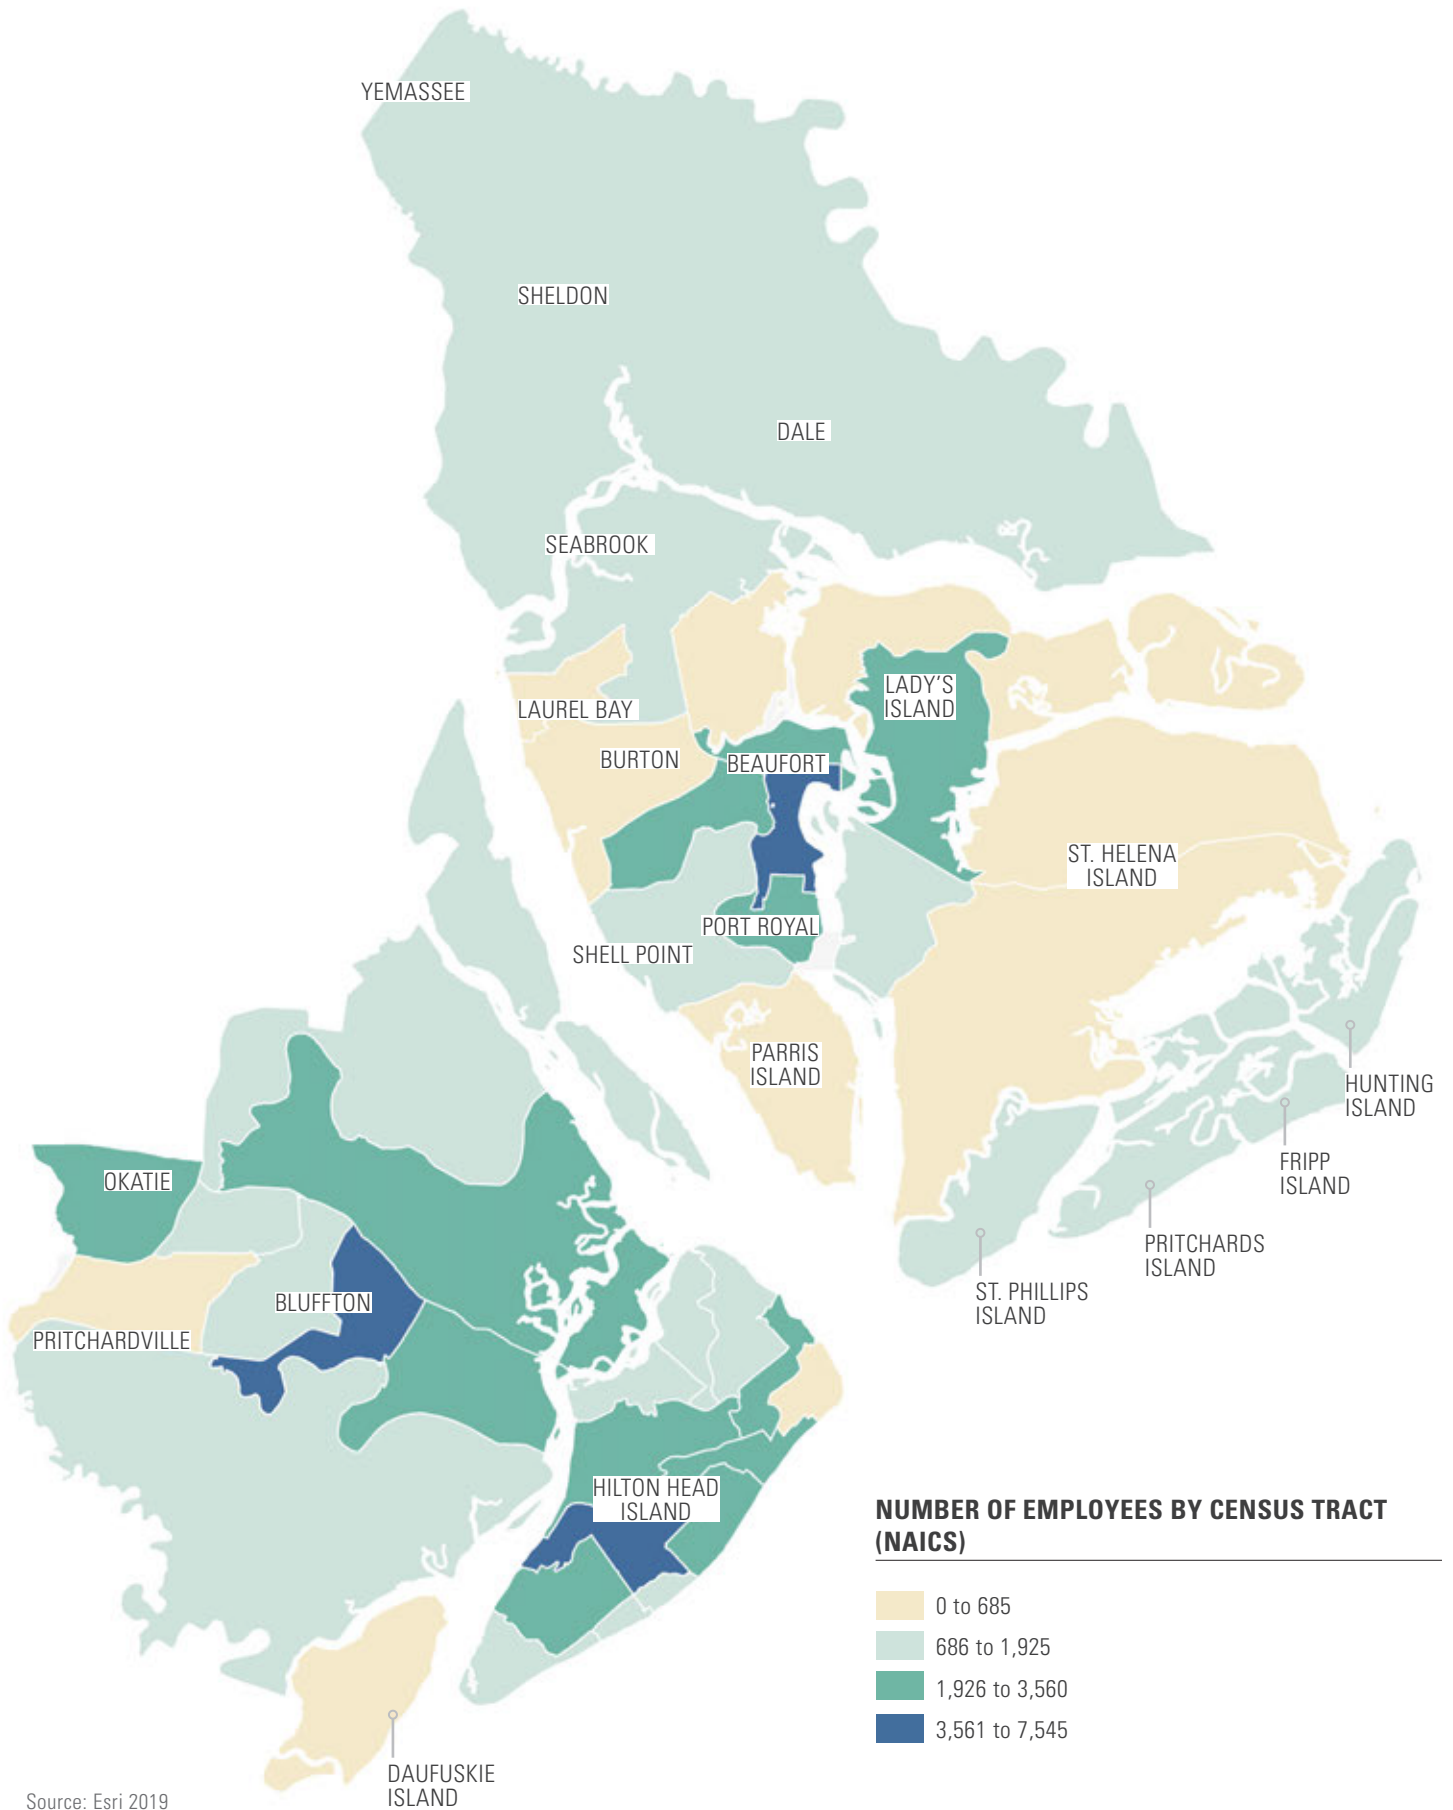 YEMASSEE
SHELDON
DALE
SEABROOK
LADY'S
ISLAND
LAUREL BAY
BURTON
BEAUFORT
ST. HELENA
ISLAND
PORT ROYAL
SHELL POINT
PARRIS
ISLAND
HUNTING
ISLAND
FRIPP
ISLAND
OKATIE
PRITCHARDS
ISLAND
ST. PHILLIPS
ISLAND
BLUFFTON
PRITCHARDVILLE
HILTON HEAD
ISLAND
NUMBER OF EMPLOYEES BY CENSUS TRACT
(NAICS)
0 to 685
686 to 1,925
1,926 to 3,560
3,561 to 7,545
DAUFUSKIE
ISLAND
Source: Esri 2019